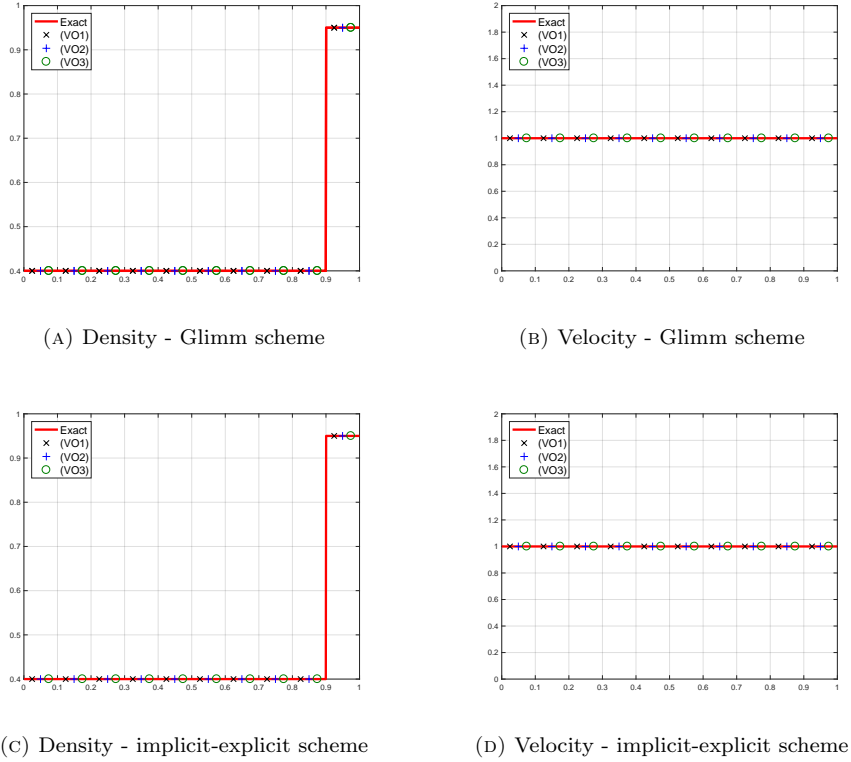 1
0.9
0.8
0.7
0.6
0.5
0.4
Exact
(VO1)
(VO2)
(VO3)
0 0.1 0.2 0.3 0.4 0.5 0.6 0.7 0.8 0.9 1
(A) Density - Glimm scheme
2
1.8
1.6
1.4
1.2
1
0.8
0.6
0.4
0.2
0
Exact
(VO1)
(VO2)
(VO3)
0.1 0.2 0.3 0.4 0.5 0.6 0.7 0.8 0.9 1
(B) Velocity - Glimm scheme
1
0.9
0.8
0.7
0.6
0.5
0.4
Exact
(VO1)
(VO2)
(VO3)
0 0.1 0.2 0.3 0.4 0.5 0.6 0.7 0.8 0.9 1
(C) Density - implicit-explicit scheme
2
1.8
1.6
1.4
1.2
1
0.8
0.6
0.4
0.2
0
Exact
(VO1)
(VO2)
(VO3)
0.1 0.2 0.3 0.4 0.5 0.6 0.7 0.8 0.9 1
(D) Velocity - implicit-explicit scheme